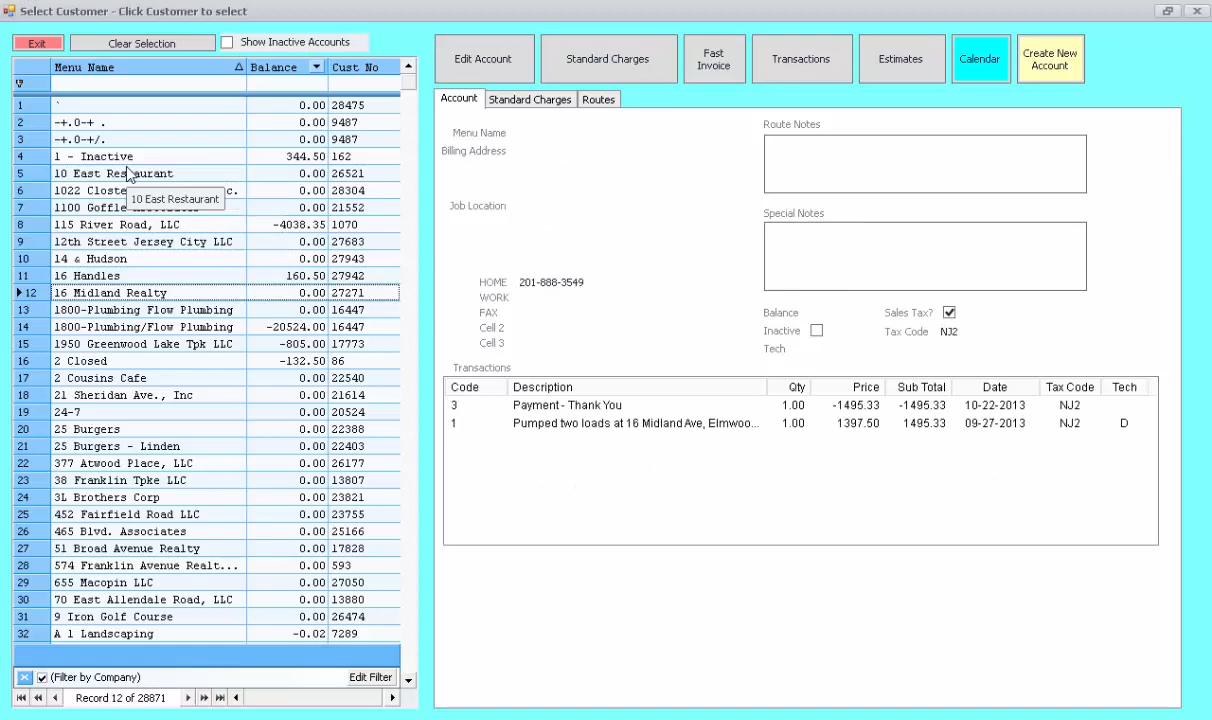 Select Customer - Click Customer to select
Exit Clear Selection Show Inactive Accounts
Menu Name Balance Cust No
1 ` 0.00 28475
2 -+.0-+ . 0.00 9487
3 -+.0-+/. 0.00 9487
4 1 - Inactive 344.50 162
5 10 East Restaurant 0.00 26521
6 1022 Closte c. 0.00 28304
10 East Restaurant
7 1100 Goffle 0.00 21552
8 115 River Road, LLC -4038.35 1070
9 12th Street Jersey City LLC 0.00 27683
10 14 & Hudson 0.00 27943
11 16 Handles 160.50 27942
12 16 Midland Realty 0.00 27271
13 1800-Plumbing Flow Plumbing 0.00 16447
14 1800-Plumbing/Flow Plumbing -20524.00 16447
15 1950 Greenwood Lake Tpk LLC -805.00 17773
16 2 Closed -132.50 86
17 2 Cousins Cafe 0.00 22540
18 21 Sheridan Ave., Inc 0.00 21614
19 24-7 0.00 20524
20 25 Burgers 0.00 22388
21 25 Burgers - Linden 0.00 22403
22 377 Atwood Place, LLC 0.00 26177
23 38 Franklin Tpke LLC 0.00 13807
24 3L Brothers Corp 0.00 23821
25 452 Fairfield Road LLC 0.00 23755
26 465 Blvd. Associates 0.00 25166
27 51 Broad Avenue Realty 0.00 17828
28 574 Franklin Avenue Realt... 0.00 593
29 655 Macopin LLC 0.00 27050
30 70 East Allendale Road, LLC 0.00 13880
31 9 Iron Golf Course 0.00 26474
32 A 1 Landscaping -0.02 7289
(Filter by Company) Edit Filter
Record 12 of 28871
Edit Account Standard Charges Fast Invoice Transactions Estimates Calendar Create New Account
Account Standard Charges Routes
Menu Name
Billing Address
Job Location
HOME 201-888-3549
WORK
FAX
Cell 2
Cell 3
Route Notes
Special Notes
Balance Sales Tax?
Inactive Tax Code NJ2
Tech
Transactions
Code Description Qty Price Sub Total Date Tax Code Tech
3 Payment - Thank You 1.00 -1495.33 -1495.33 10-22-2013 NJ2
1 Pumped two loads at 16 Midland Ave, Elmwoo... 1.00 1397.50 1495.33 09-27-2013 NJ2 D